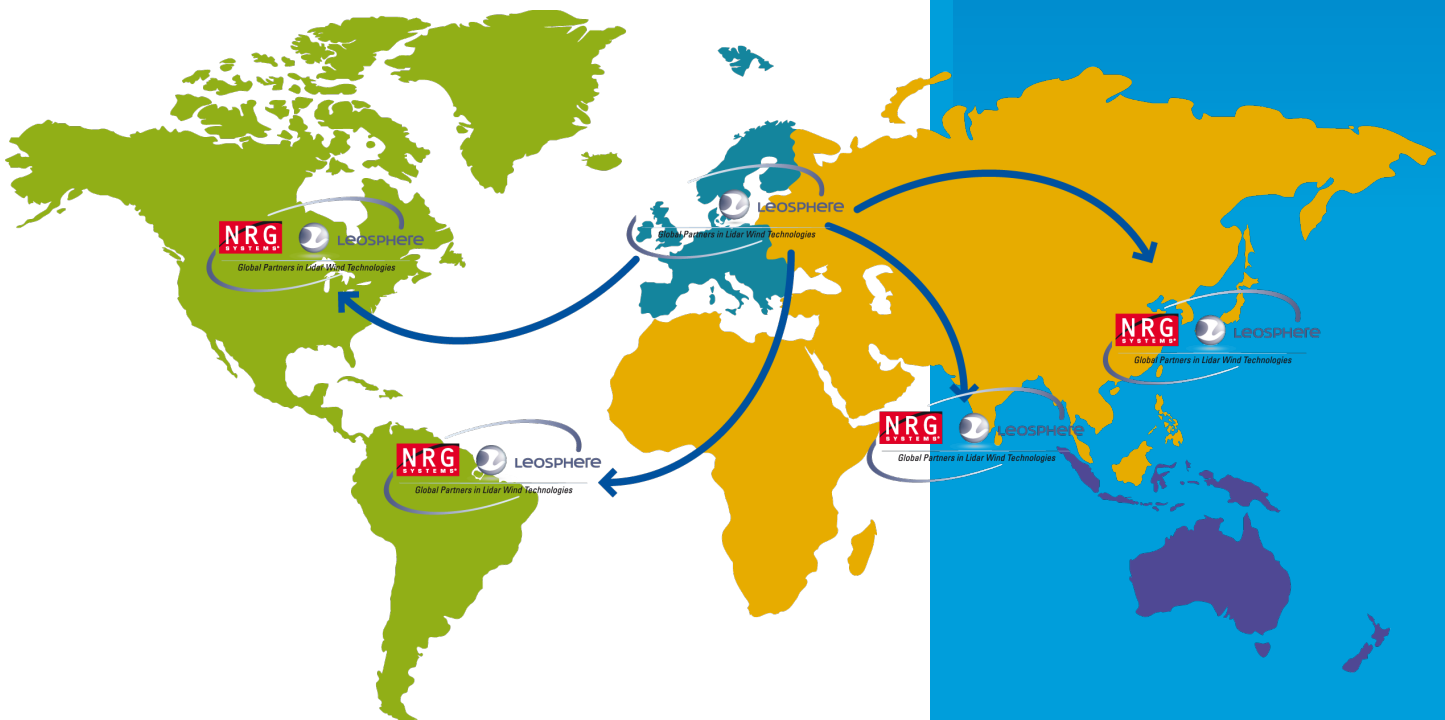 LEOSPHERE
Global Partners in Lidar Wind Technologies
NRG
SYSTEMS
LEOSPHERE
Global Partners in Lidar Wind Technologies
NRG
SYSTEMS
LEOSPHERE
Global Partners in Lidar Wind Technologies
NRG
SYSTEMS
LEOSPHERE
Global Partners in Lidar Wind Technologies
NRG
SYSTEMS
LEOSPHERE
Global Partners in Lidar Wind Technologies